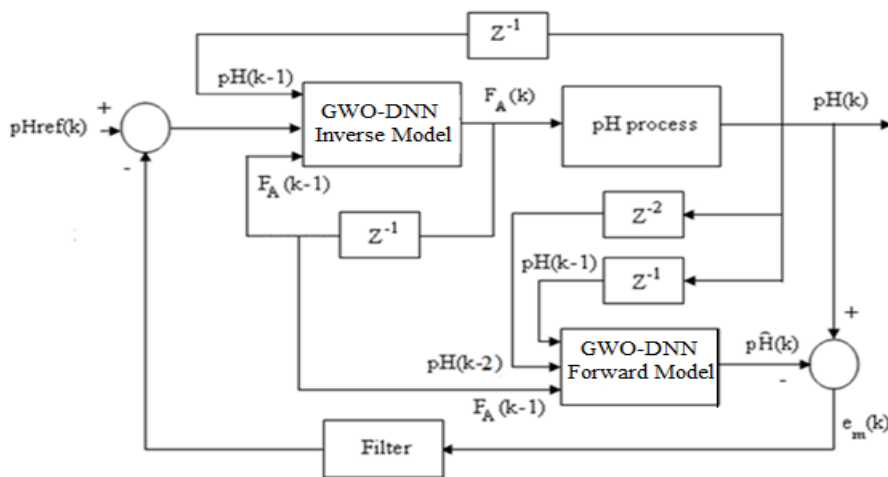 Z⁻¹
pH(k-1)
F_A(k)
pH(k)
+
GWO-DNN
Inverse Model
pH process
pHref(k)
-
F_A(k-1)
Z⁻²
Z⁻¹
pH(k-1)
Z⁻¹
+
GWO-DNN
Forward Model
pĤ(k)
pH(k-2)
-
F_A(k-1)
e_m(k)
Filter